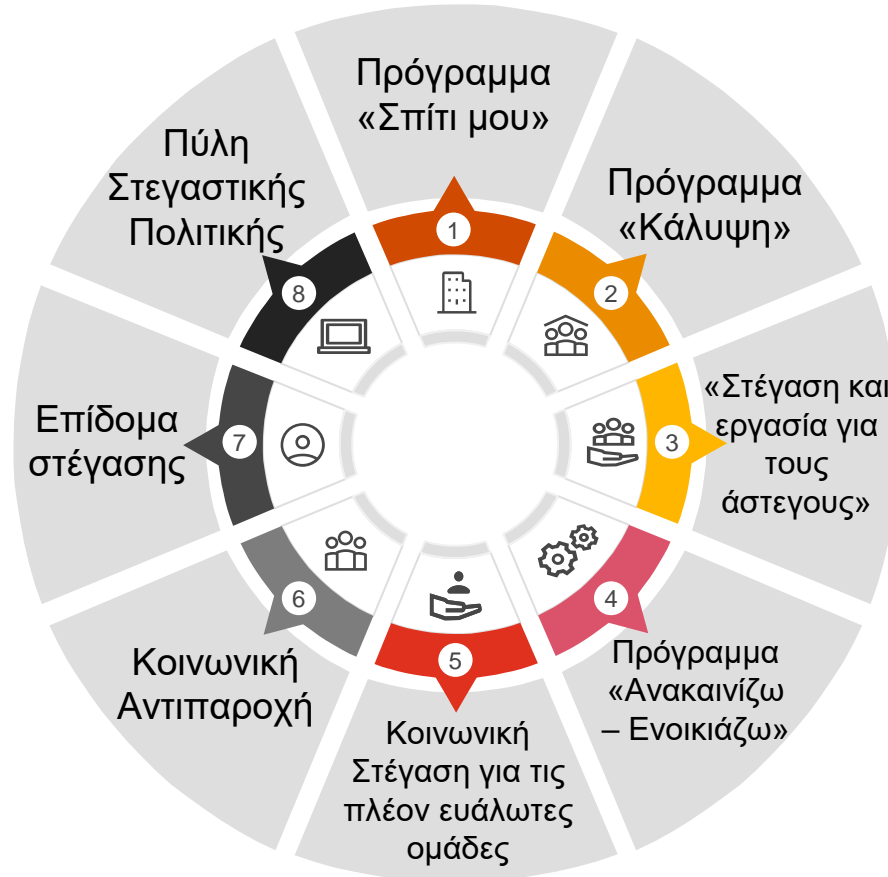 Πρόγραμμα
«Σπίτι μου»
1
Πρόγραμμα
«Κάλυψη»
2
«Στέγαση και
εργασία για
τους
άστεγους»
3
Πρόγραμμα
«Ανακαινίζω
– Ενοικιάζω»
4
Κοινωνική
Στέγαση για τις
πλέον ευάλωτες
ομάδες
5
Κοινωνική
Αντιπαροχή
6
Επίδομα
στέγασης
7
Πύλη
Στεγαστικής
Πολιτικής
8